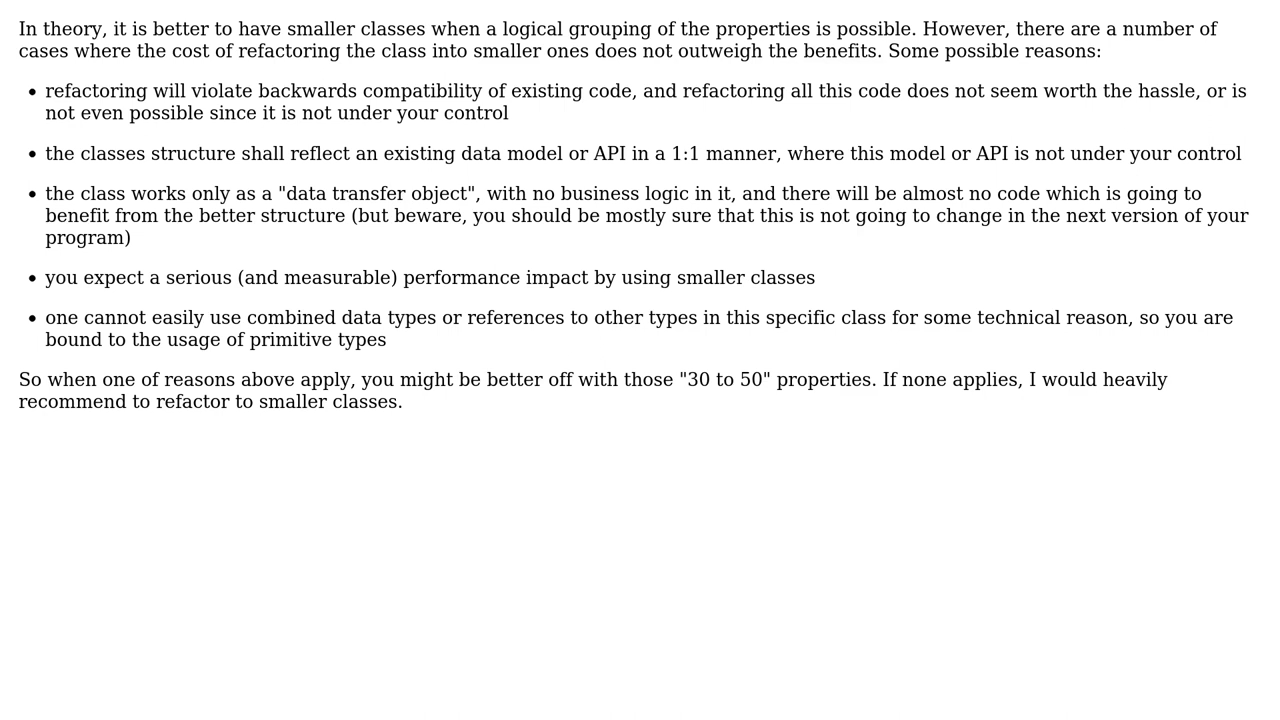 In theory, it is better to have smaller classes when a logical grouping of the properties is possible. However, there are a number of
cases where the cost of refactoring the class into smaller ones does not outweigh the benefits. Some possible reasons:
• refactoring will violate backwards compatibility of existing code, and refactoring all this code does not seem worth the hassle, or is
not even possible since it is not under your control
• the classes structure shall reflect an existing data model or API in a 1:1 manner, where this model or API is not under your control
• the class works only as a "data transfer object", with no business logic in it, and there will be almost no code which is going to
benefit from the better structure (but beware, you should be mostly sure that this is not going to change in the next version of your
program)
• you expect a serious (and measurable) performance impact by using smaller classes
• one cannot easily use combined data types or references to other types in this specific class for some technical reason, so you are
bound to the usage of primitive types
So when one of reasons above apply, you might be better off with those "30 to 50" properties. If none applies, I would heavily
recommend to refactor to smaller classes.